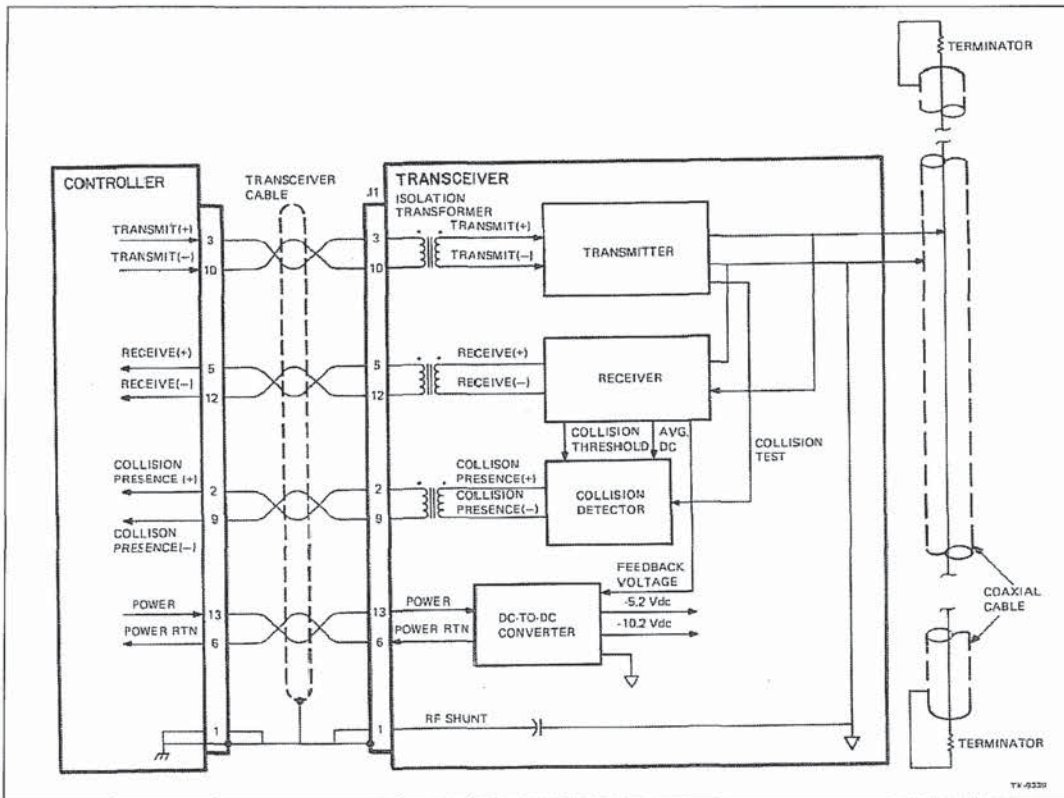 TERMINATOR
CONTROLLER
TRANSCEIVER
CABLE
J1
TRANSCEIVER
ISOLATION
TRANSFORMER
TRANSMIT(+)
3
3
TRANSMIT(+)
TRANSMIT(–)
10
10
TRANSMIT(–)
TRANSMITTER
RECEIVE(+)
5
5
RECEIVE(+)
RECEIVE(–)
12
12
RECEIVE(–)
RECEIVER
COLLISION
THRESHOLD
AVG.
DC
COLLISION
TEST
COLLISION
PRESENCE (+)
2
2
COLLISON
PRESENCE(+)
COLLISION
PRESENCE(–)
9
9
COLLISON
PRESENCE(–)
COLLISION
DETECTOR
FEEDBACK
VOLTAGE
POWER
13
13
POWER
-5.2 Vdc
DC-TO-DC
CONVERTER
-10.2 Vdc
POWER RTN
6
6
POWER RTN
COAXIAL
CABLE
1
1
RF SHUNT
TERMINATOR
TK-9339